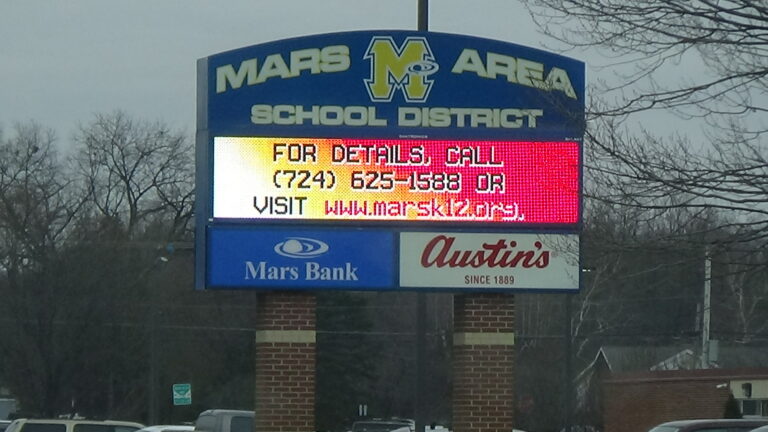 MARS M AREA
SCHOOL DISTRICT
FOR DETAILS, CALL
(724) 625-1588 OR
VISIT www.marsk12.org.
Mars Bank
Austin's
SINCE 1889